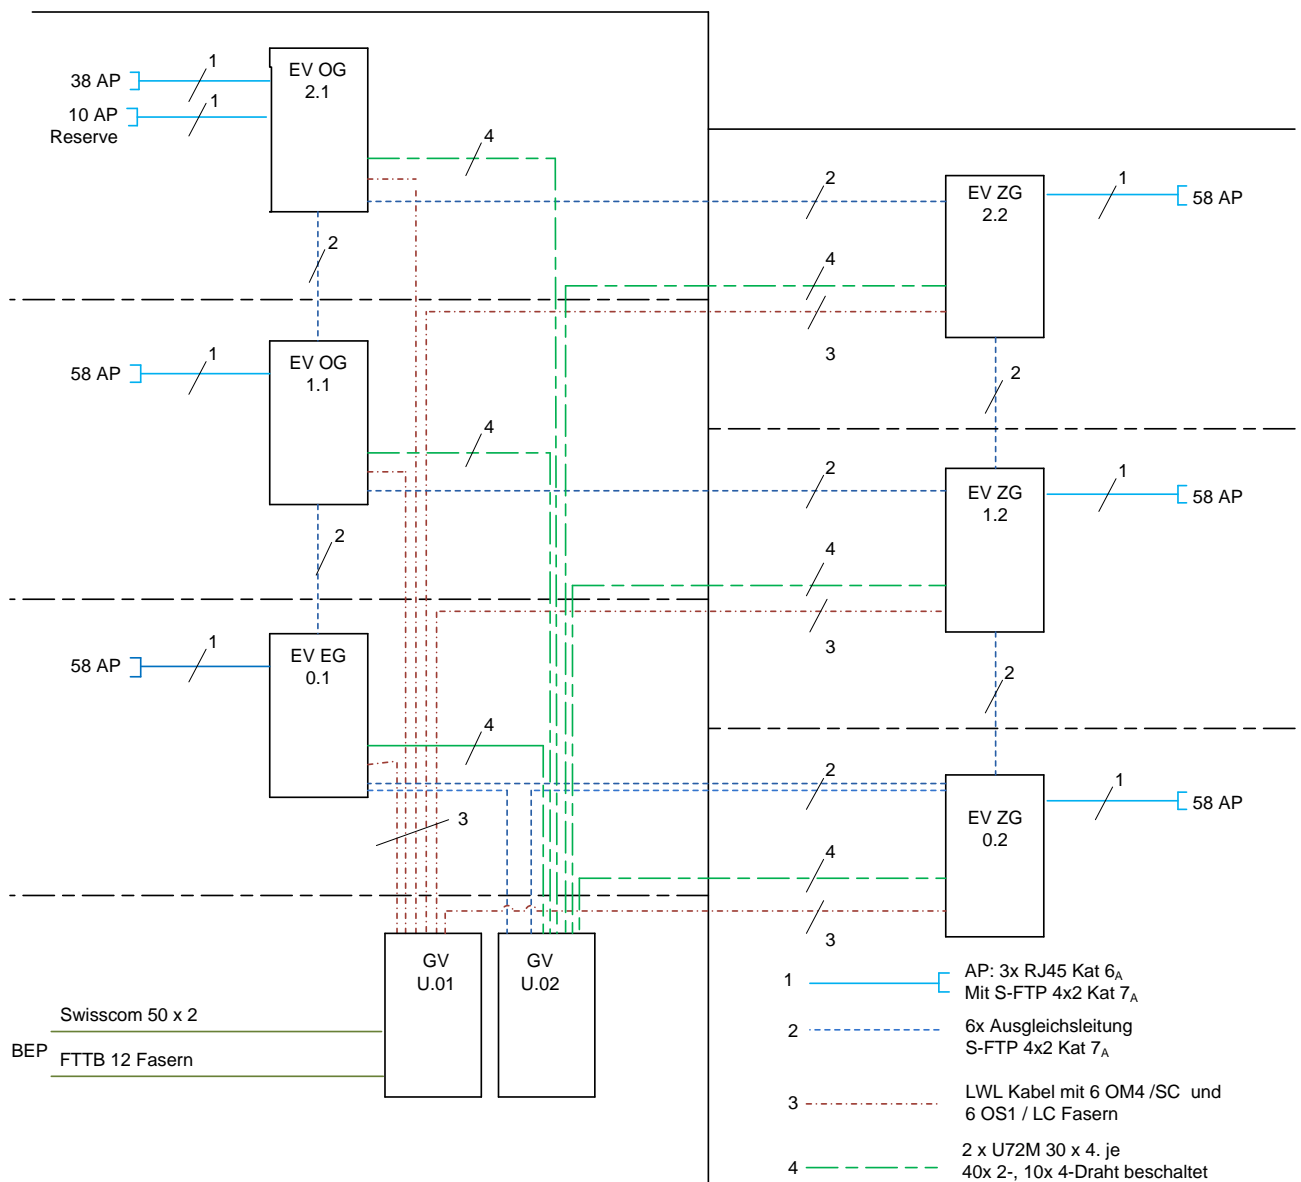 EV OG
2.1
1
38 AP
1
10 AP
Reserve
4
2
EV ZG
2.2
1
58 AP
2
4
3
EV OG
1.1
1
58 AP
2
4
2
EV ZG
1.2
1
58 AP
2
4
3
EV EG
0.1
1
58 AP
2
4
2
EV ZG
0.2
1
58 AP
3
4
3
GV
U.01
GV
U.02
Swisscom 50 x 2
BEP
FTTB 12 Fasern
1
AP: 3x RJ45 Kat 6A
Mit S-FTP 4x2 Kat 7A
2
6x Ausgleichsleitung
S-FTP 4x2 Kat 7A
3
LWL Kabel mit 6 OM4 /SC und
6 OS1 / LC Fasern
4
2 x U72M 30 x 4. je
40x 2-, 10x 4-Draht beschaltet